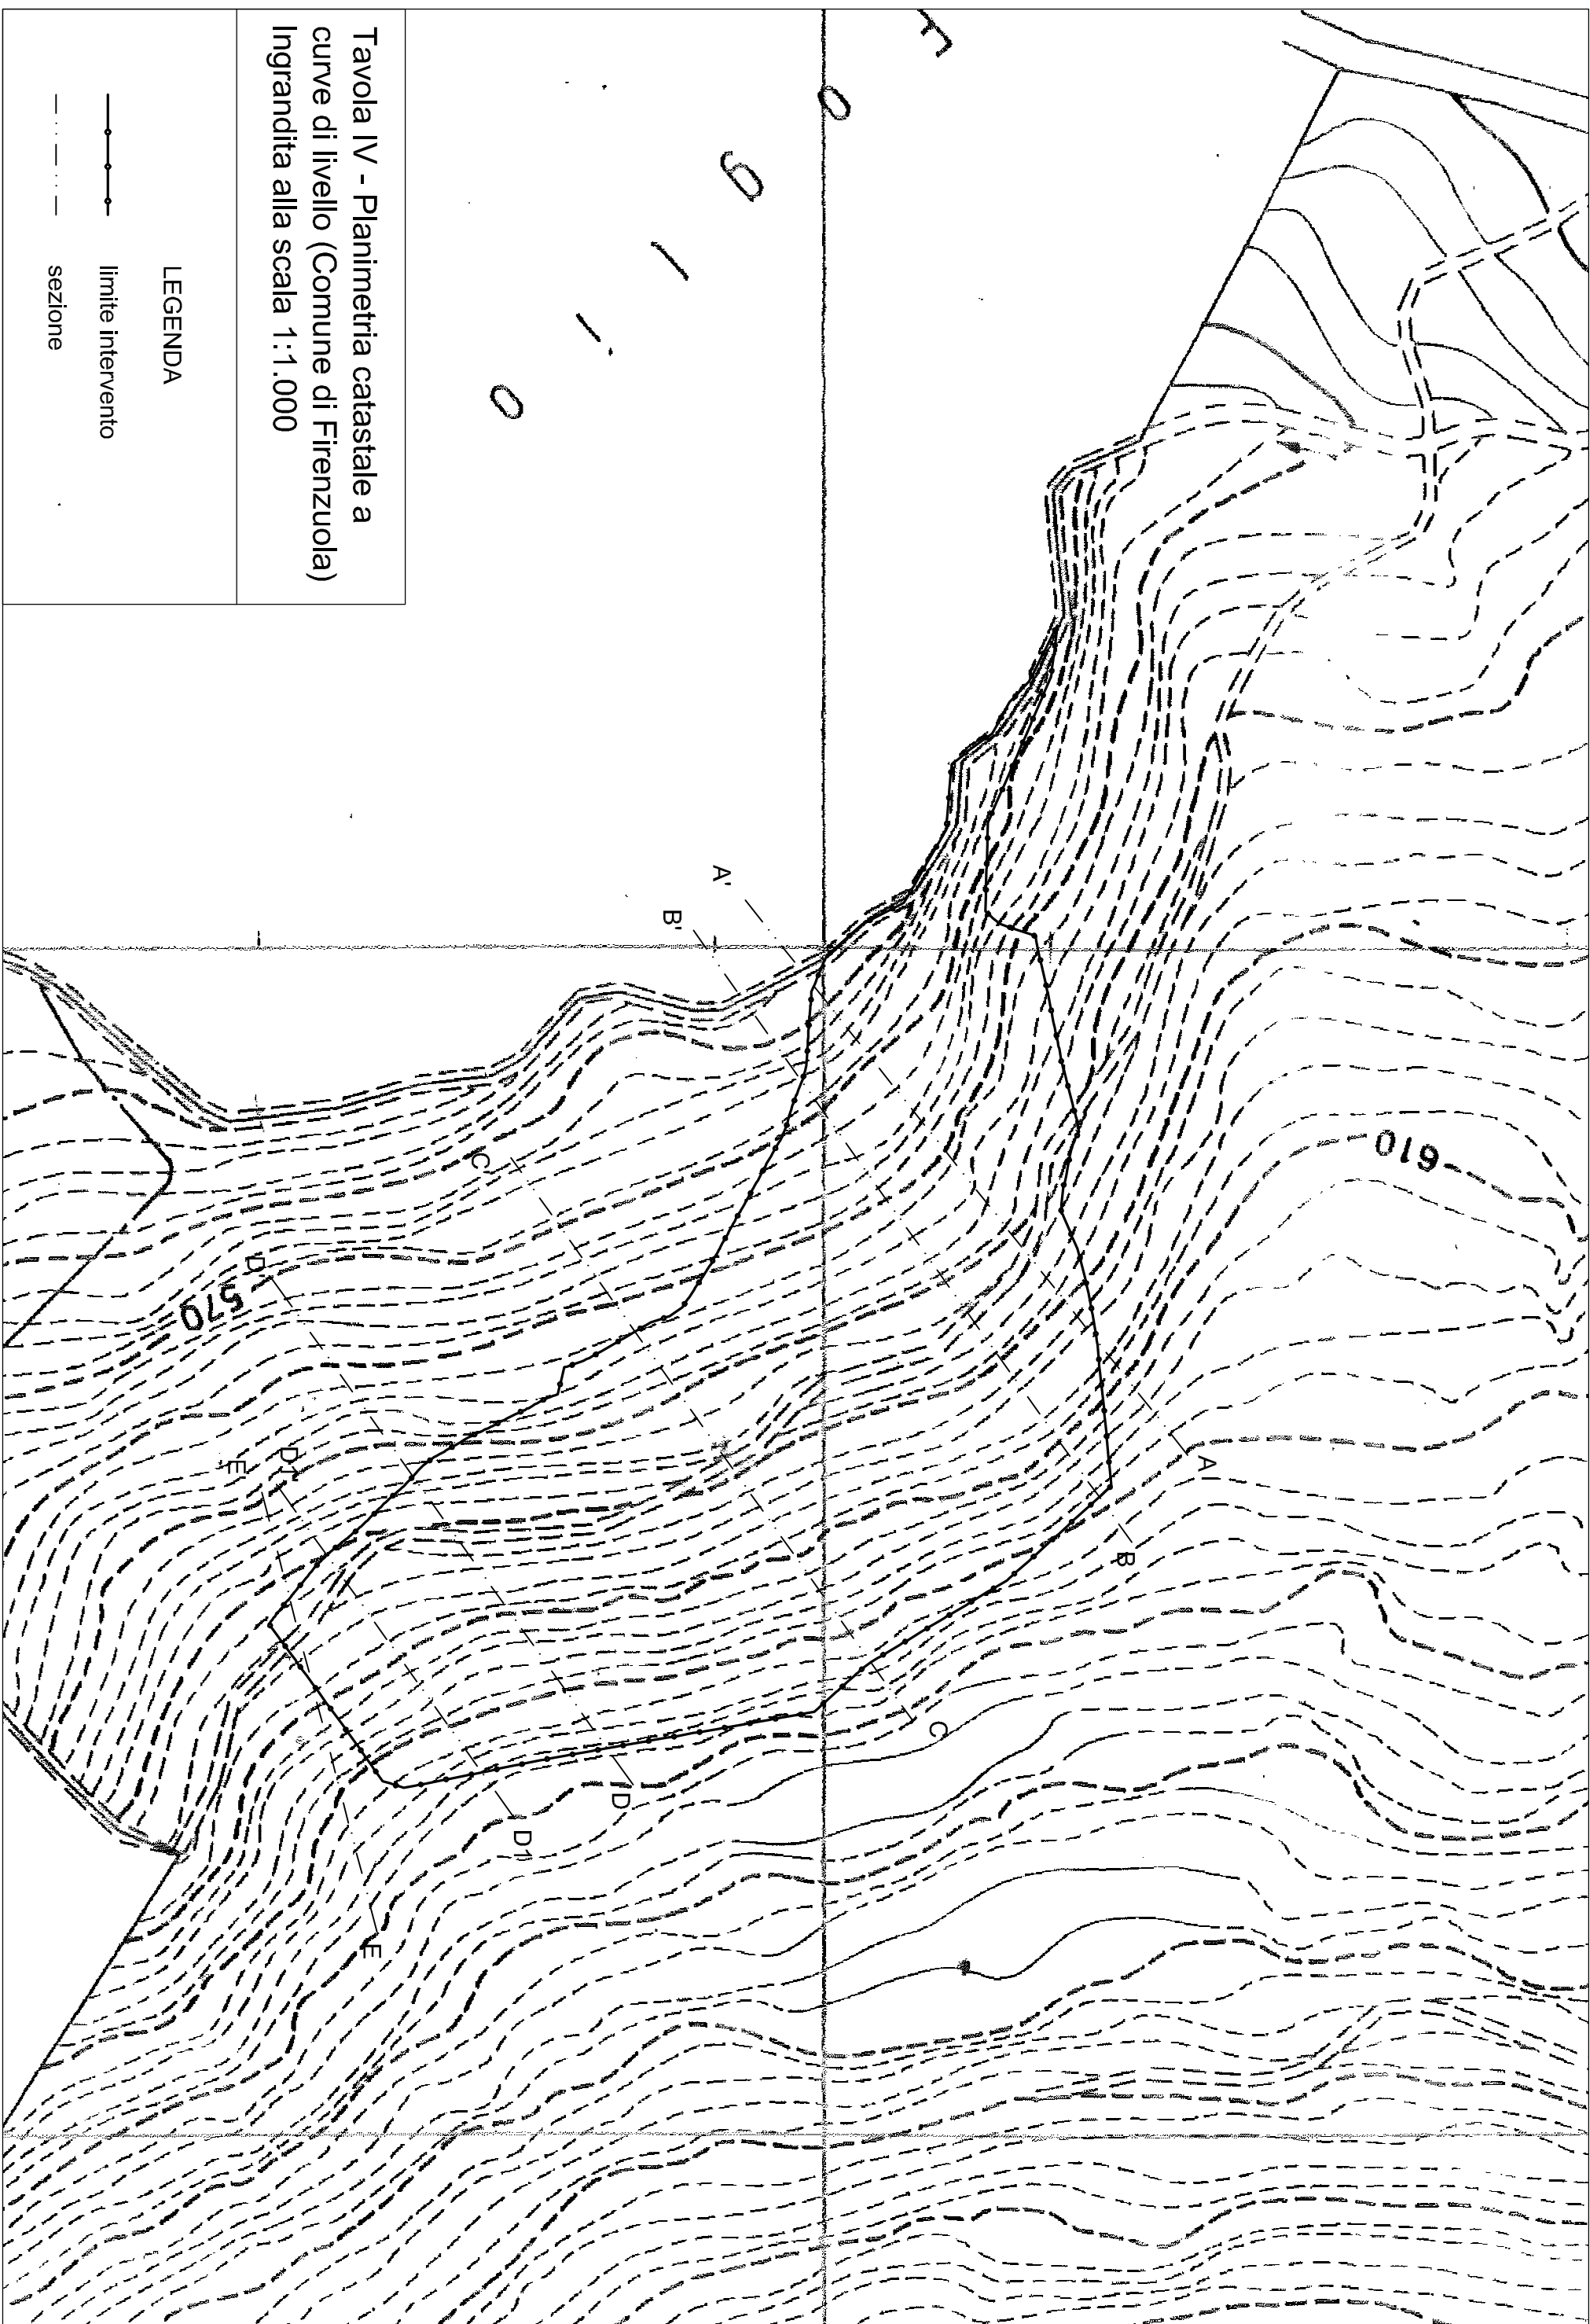 Tavola IV - Planimetria catastale a
curve di livello (Comune di Firenzuola)
Ingrandita alla scala 1:1.000
LEGENDA
limite intervento
sezione
F
o
g
l
i
o
A'
B'
C'
D'
D1'
E'
A
B
C
D
D1
E
570
610